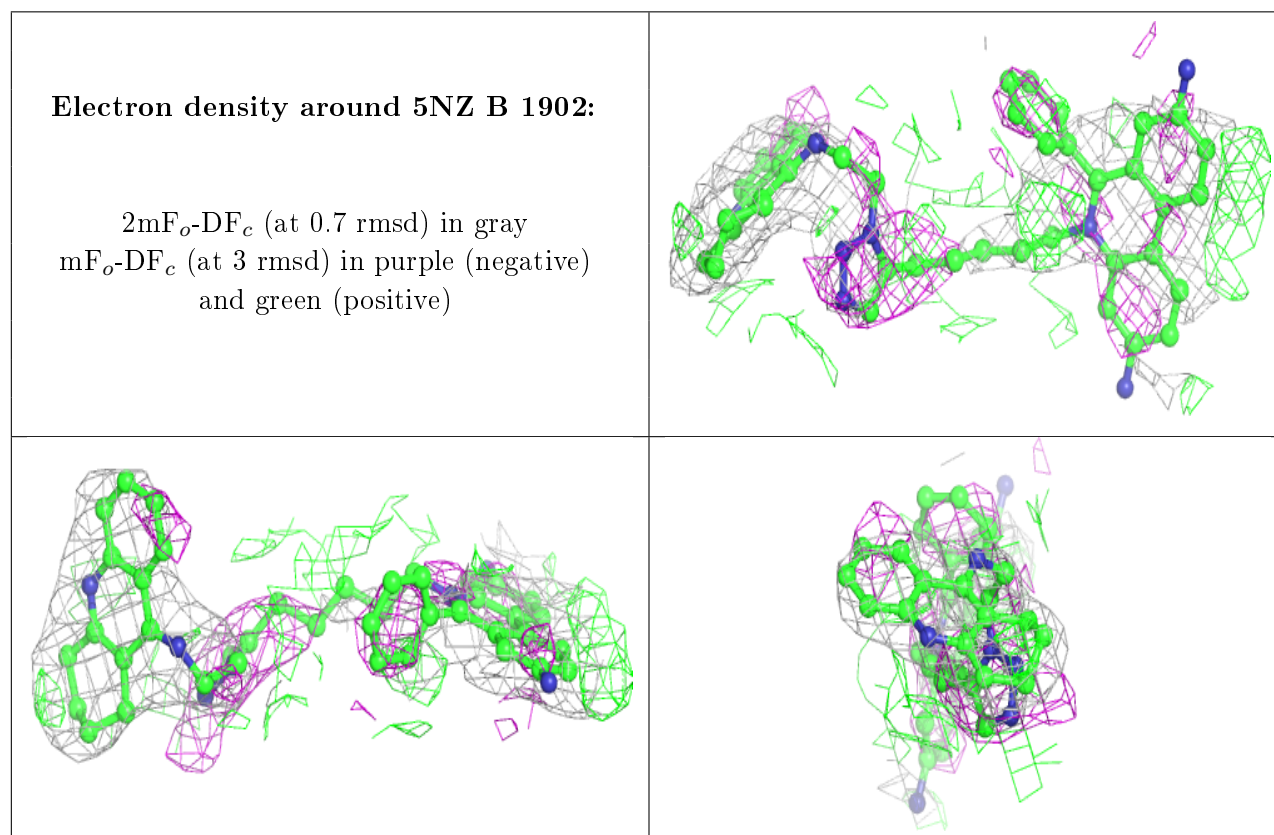 Electron density around 5NZ B 1902:
2mFo-DFc (at 0.7 rmsd) in gray
mFo-DFc (at 3 rmsd) in purple (negative)
and green (positive)